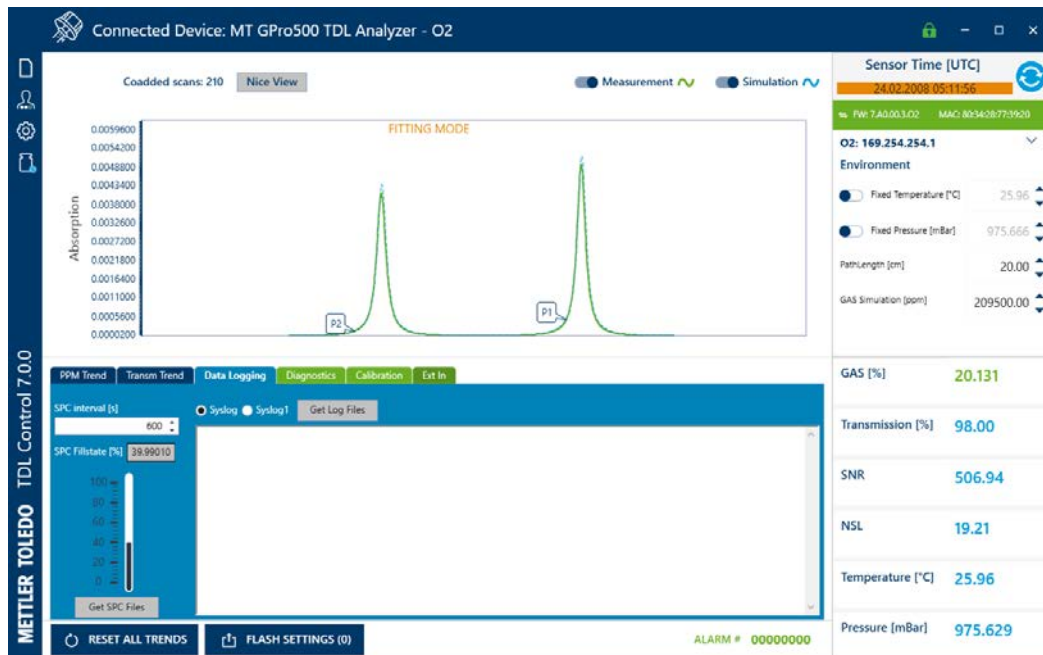 Connected Device: MT GPro500 TDL Analyzer - O2
Coadded scans: 210 Nice View Measurement Simulation
FITTING MODE
Absorption
0.0059600
0.0054200
0.0048800
0.0043400
0.0038000
0.0032600
0.0027200
0.0021800
0.0016400
0.0011000
0.0005600
0.0000200
P2
P1
Sensor Time [UTC]
24.02.2008 05:11:56
FW: 7.A0.00.3.O2 MAC: 80:34:28:77:39:20
O2: 169.254.254.1
Environment
Fixed Temperature [°C] 25.96
Fixed Pressure [mBar] 975.666
PathLength [cm] 20.00
GAS Simulation [ppm] 209500.00
PPM Trend Transm Trend Data Logging Diagnostics Calibration Ext In
SPC interval [s]
600
Syslog Syslog1 Get Log Files
SPC Fillstate [%] 39.99010
100
80
60
40
20
0
Get SPC Files
GAS [%] 20.131
Transmission [%] 98.00
SNR 506.94
NSL 19.21
Temperature [°C] 25.96
Pressure [mBar] 975.629
RESET ALL TRENDS FLASH SETTINGS (0) ALARM # 00000000
METTLER TOLEDO TDL Control 7.0.0